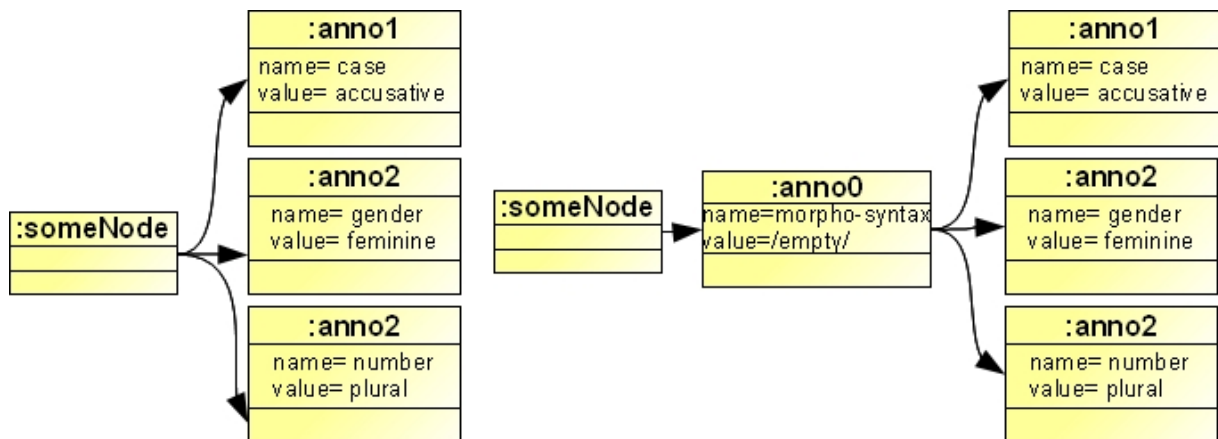 :anno1
name= case
value= accusative
:anno2
name= gender
value= feminine
:someNode
:anno2
name= number
value= plural
:anno1
name= case
value= accusative
:someNode
:anno0
name=morpho-syntax
value=/empty/
:anno2
name= gender
value= feminine
:anno2
name= number
value= plural